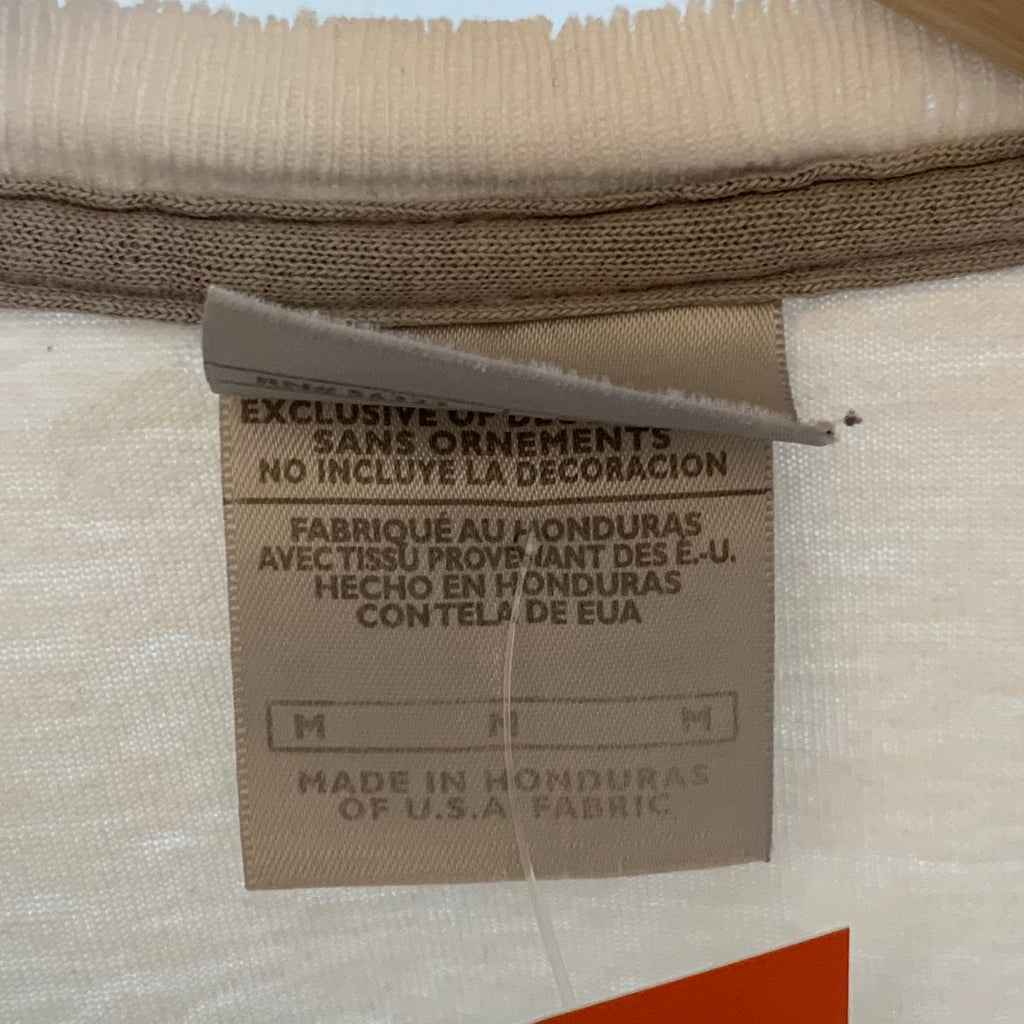 EXCLUSIVE OF
SANS ORNEMENTS
NO INCLUYE LA DECORACION
FABRIQUÉ AU HONDURAS
AVEC TISSU PROVENANT DES É.-U.
HECHO EN HONDURAS
CON TELA DE EUA
M M M
MADE IN HONDURAS
OF U.S.A. FABRIC